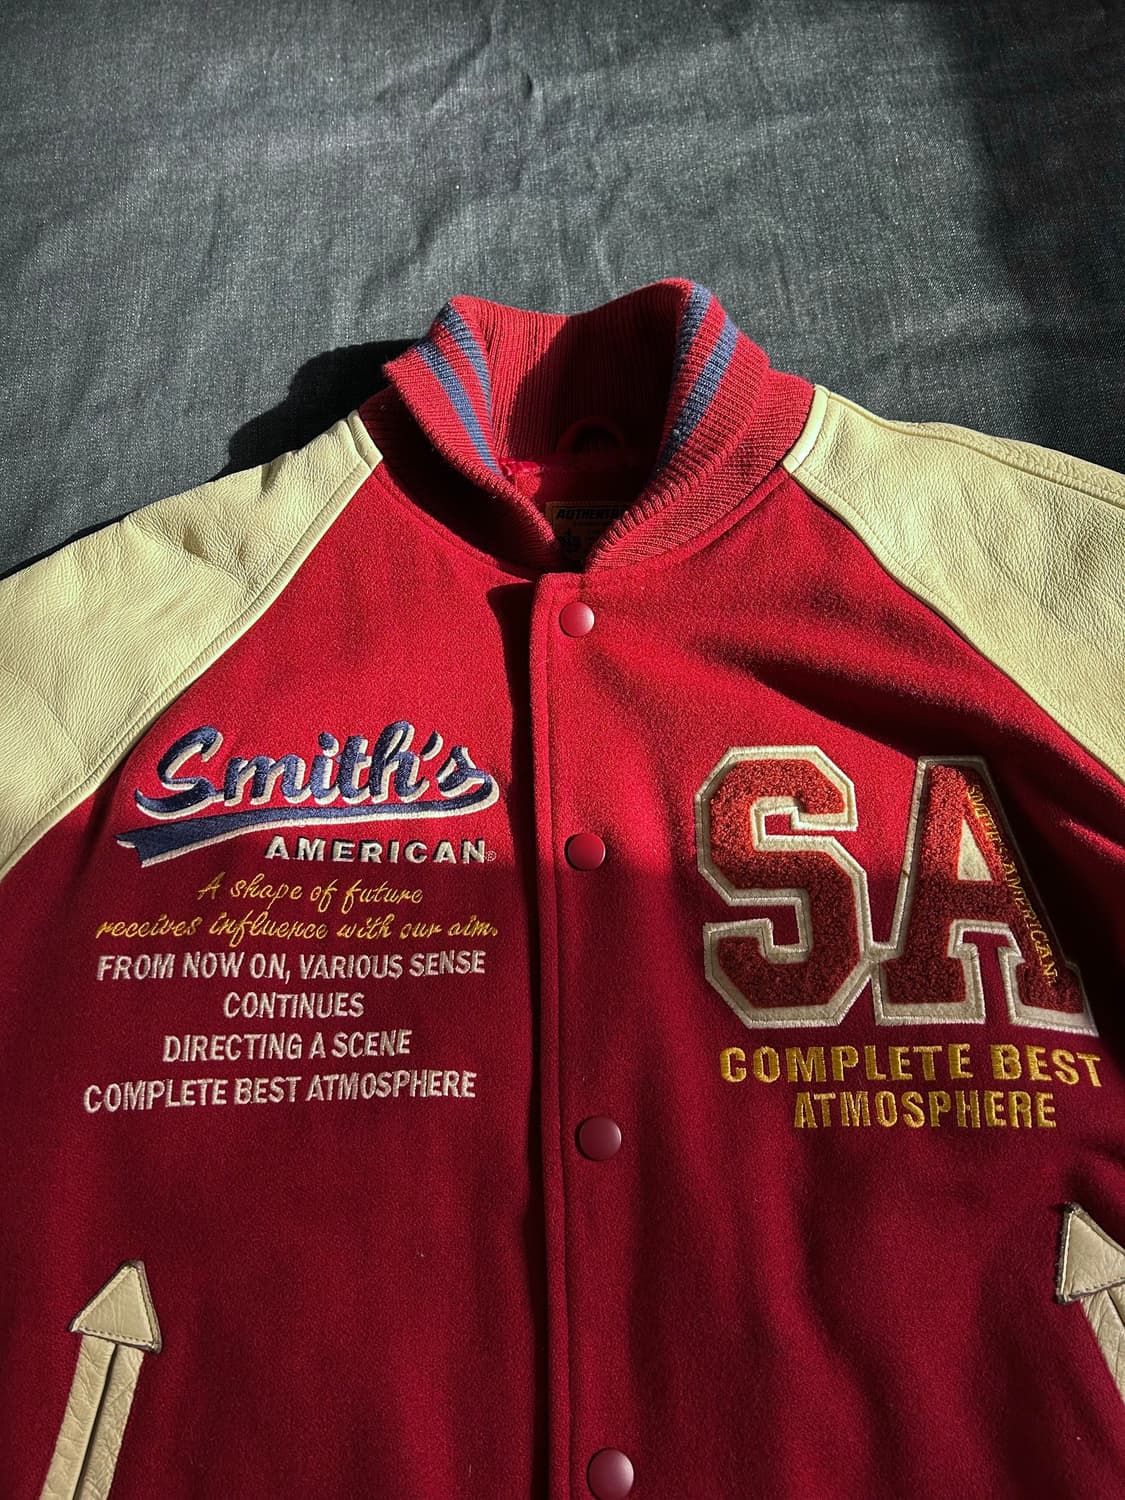 Smith's
AMERICAN®
A shape of future
receives influence with our aim.
FROM NOW ON, VARIOUS SENSE
CONTINUES
DIRECTING A SCENE
COMPLETE BEST ATMOSPHERE
SA
SMITH'S AMERICAN
COMPLETE BEST
ATMOSPHERE